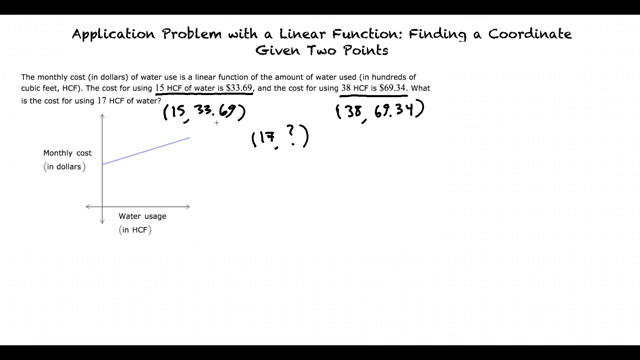 Application Problem with a Linear Function: Finding a Coordinate
Given Two Points
The monthly cost (in dollars) of water use is a linear function of the amount of water used (in hundreds of
cubic feet, HCF). The cost for using 15 HCF of water is $33.69, and the cost for using 38 HCF is $69.34. What
is the cost for using 17 HCF of water?
(15, 33.69)
(38, 69.34)
(17, ?)
Monthly cost
(in dollars)
Water usage
(in HCF)